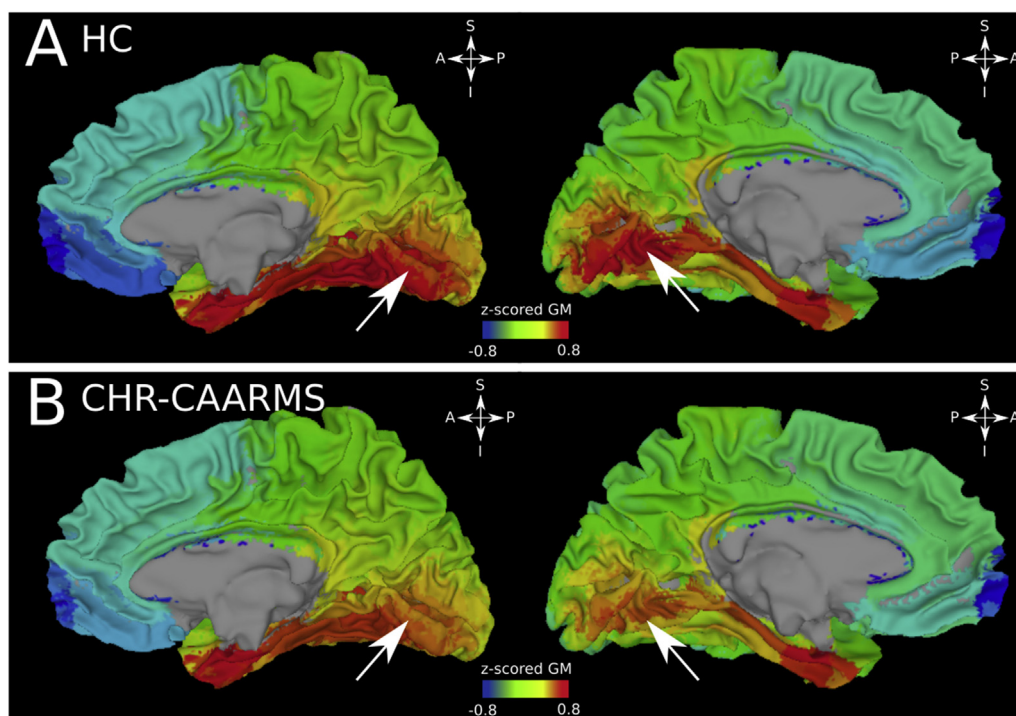 A HC
S
A P
I
S
P A
I
z-scored GM
-0.8 0.8
B CHR-CAARMS
S
A P
I
S
P A
I
z-scored GM
-0.8 0.8